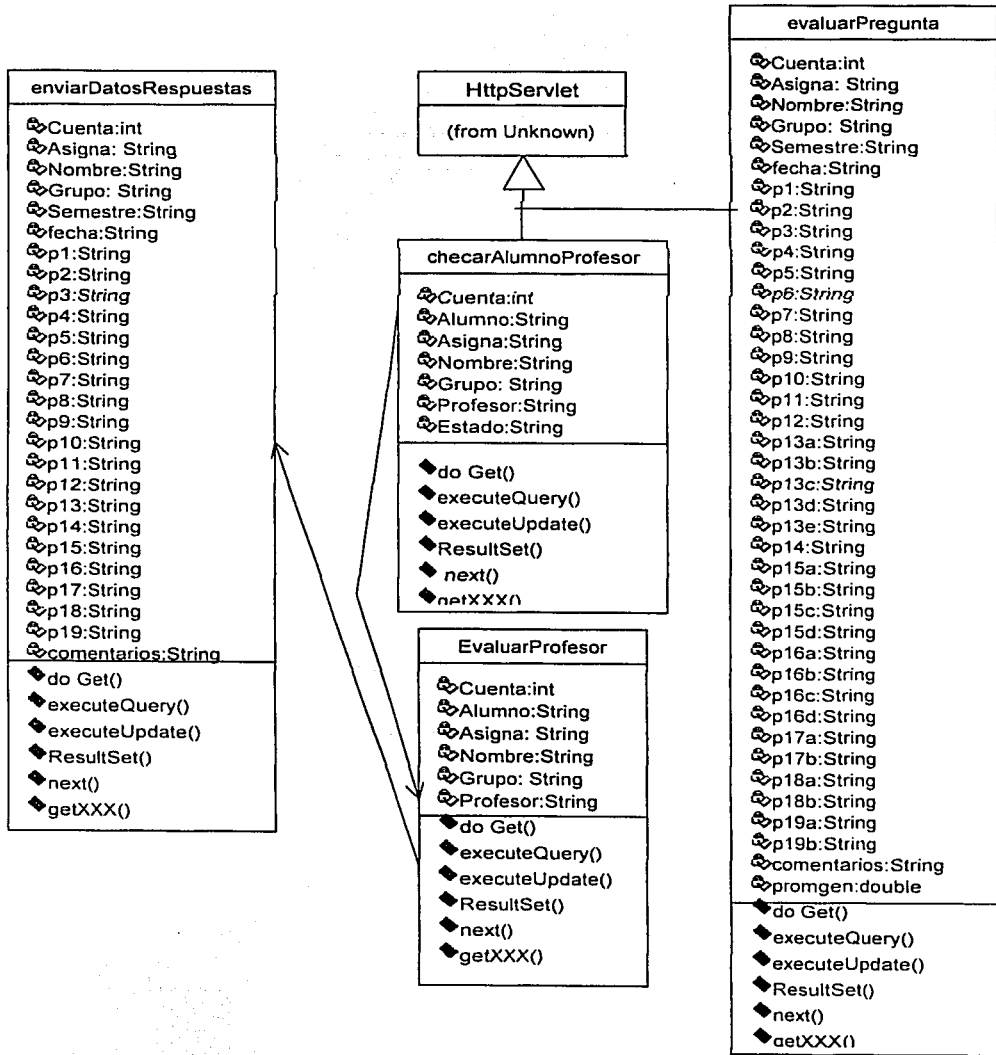 enviarDatosRespuestas
Cuenta:int
Asigna: String
Nombre:String
Grupo: String
Semestre:String
fecha:String
p1:String
p2:String
p3:String
p4:String
p5:String
p6:String
p7:String
p8:String
p9:String
p10:String
p11:String
p12:String
p13:String
p14:String
p15:String
p16:String
p17:String
p18:String
p19:String
comentarios:String
do Get()
executeQuery()
executeUpdate()
ResultSet()
next()
getXXX()
HttpServlet
(from Unknown)
checarAlumnoProfesor
Cuenta:int
Alumno:String
Asigna:String
Nombre:String
Grupo: String
Profesor:String
Estado:String
do Get()
executeQuery()
executeUpdate()
ResultSet()
next()
getXXX()
EvaluarProfesor
Cuenta:int
Alumno:String
Asigna: String
Nombre:String
Grupo: String
Profesor:String
do Get()
executeQuery()
executeUpdate()
ResultSet()
next()
getXXX()
evaluarPregunta
Cuenta:int
Asigna: String
Nombre:String
Grupo: String
Semestre:String
fecha:String
p1:String
p2:String
p3:String
p4:String
p5:String
p6:String
p7:String
p8:String
p9:String
p10:String
p11:String
p12:String
p13a:String
p13b:String
p13c:String
p13d:String
p13e:String
p14:String
p15a:String
p15b:String
p15c:String
p15d:String
p16a:String
p16b:String
p16c:String
p16d:String
p17a:String
p17b:String
p18a:String
p18b:String
p19a:String
p19b:String
comentarios:String
promgen:double
do Get()
executeQuery()
executeUpdate()
ResultSet()
next()
getXXX()